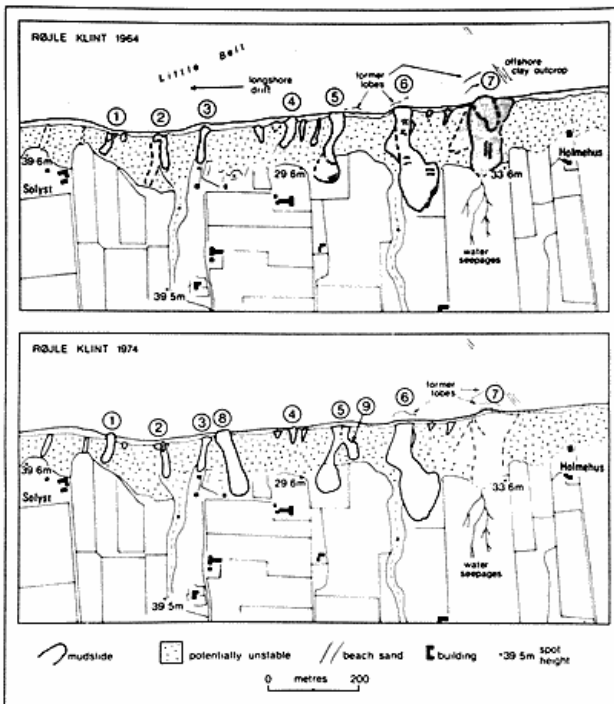 RØJLE KLINT 1964
Little Belt
longshore
drift
former
lobes
offshore
clay outcrop
1
2
3
4
5
6
7
39 6m
Solyst
29 6m
Holmehus
33 6m
water
seepages
39 5m
RØJLE KLINT 1974
former
lobes
1
2
3
8
4
5
9
6
7
39 6m
Solyst
29 6m
Holmehus
33 6m
water
seepages
39 5m
mudslide
potentially unstable
beach sand
building
•39 5m spot
height
0 metres 200